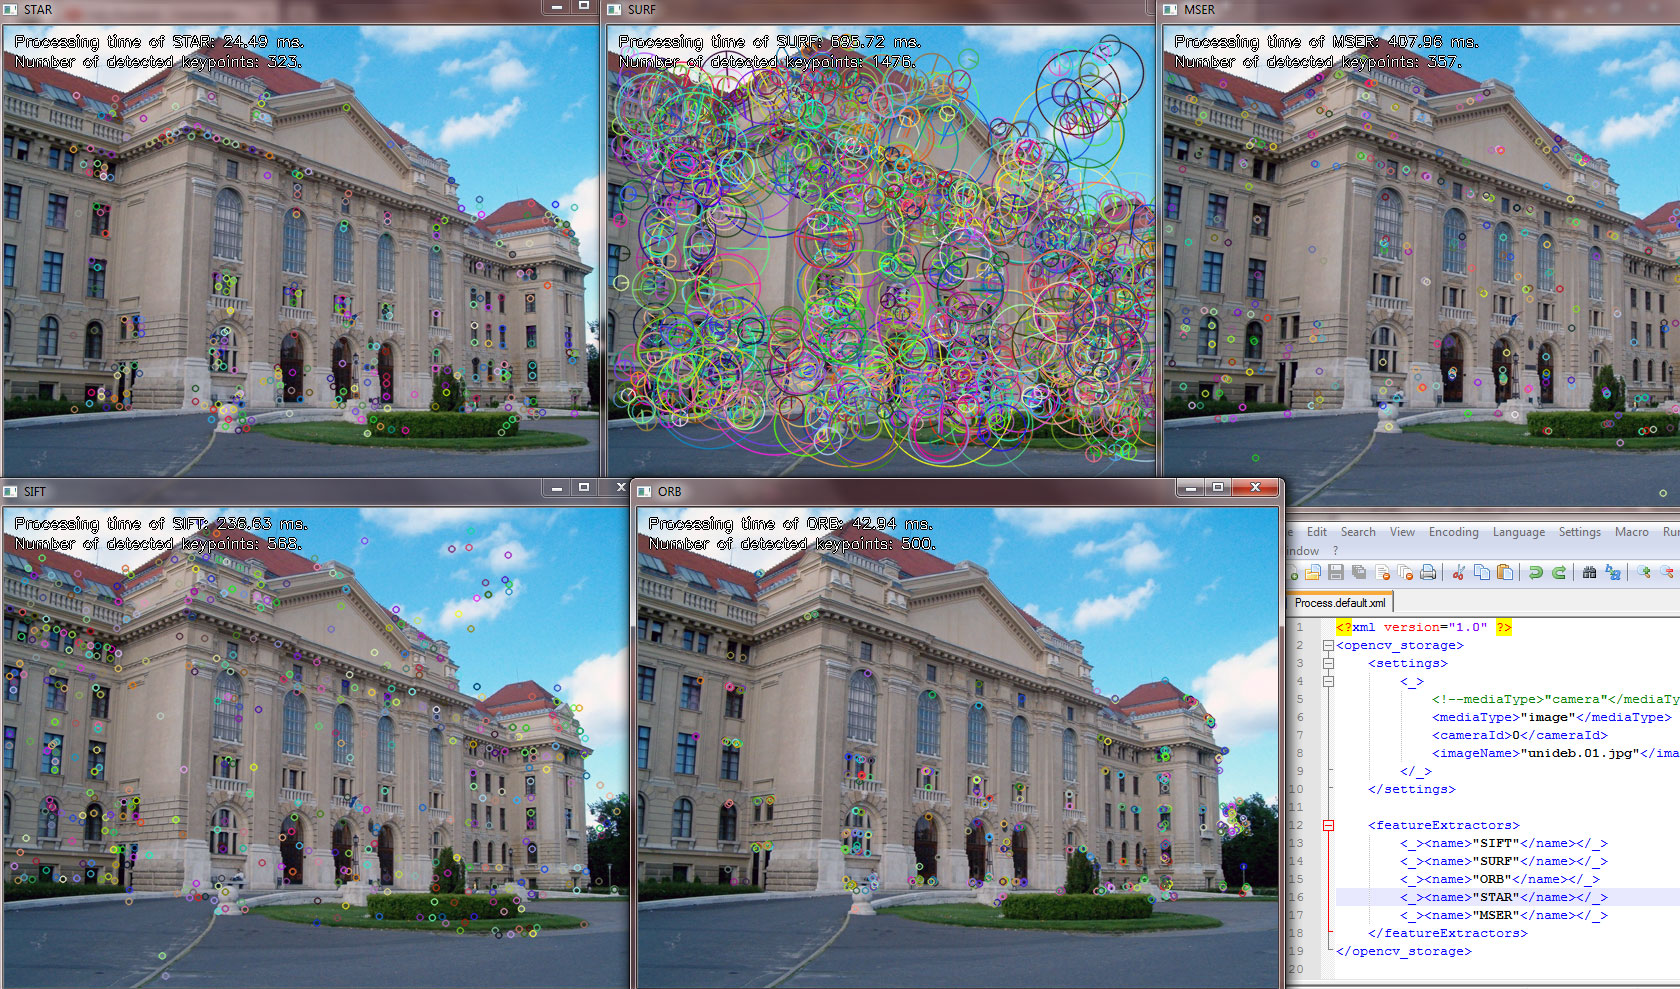 STAR
Processing time of STAR: 24.49 ms.
Number of detected keypoints: 323.
SURF
Processing time of SURF: 695.72 ms.
Number of detected keypoints: 1476.
MSER
Processing time of MSER: 407.96 ms.
Number of detected keypoints: 357.
SIFT
Processing time of SIFT: 236.63 ms.
Number of detected keypoints: 568.
ORB
Processing time of ORB: 42.94 ms.
Number of detected keypoints: 500.
e Edit Search View Encoding Language Settings Macro Ru
ndow ?
Process.default.xml
1 <?xml version="1.0" ?>
2 <opencv_storage>
3 <settings>
4 <_>
5 <!--mediaType>"camera"</mediaTy
6 <mediaType>"image"</mediaType>
7 <cameraId>0</cameraId>
8 <imageName>"unideb.01.jpg"</ima
9 </_>
10 </settings>
11
12 <featureExtractors>
13 <_><name>"SIFT"</name></_>
14 <_><name>"SURF"</name></_>
15 <_><name>"ORB"</name></_>
16 <_><name>"STAR"</name></_>
17 <_><name>"MSER"</name></_>
18 </featureExtractors>
19 </opencv_storage>
20